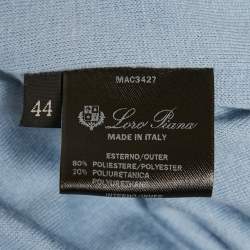 MAC3427
44
Loro Piana
MADE IN ITALY
ESTERNO/OUTER
80% POLIESTERE/POLYESTER
20% POLIURETANICA